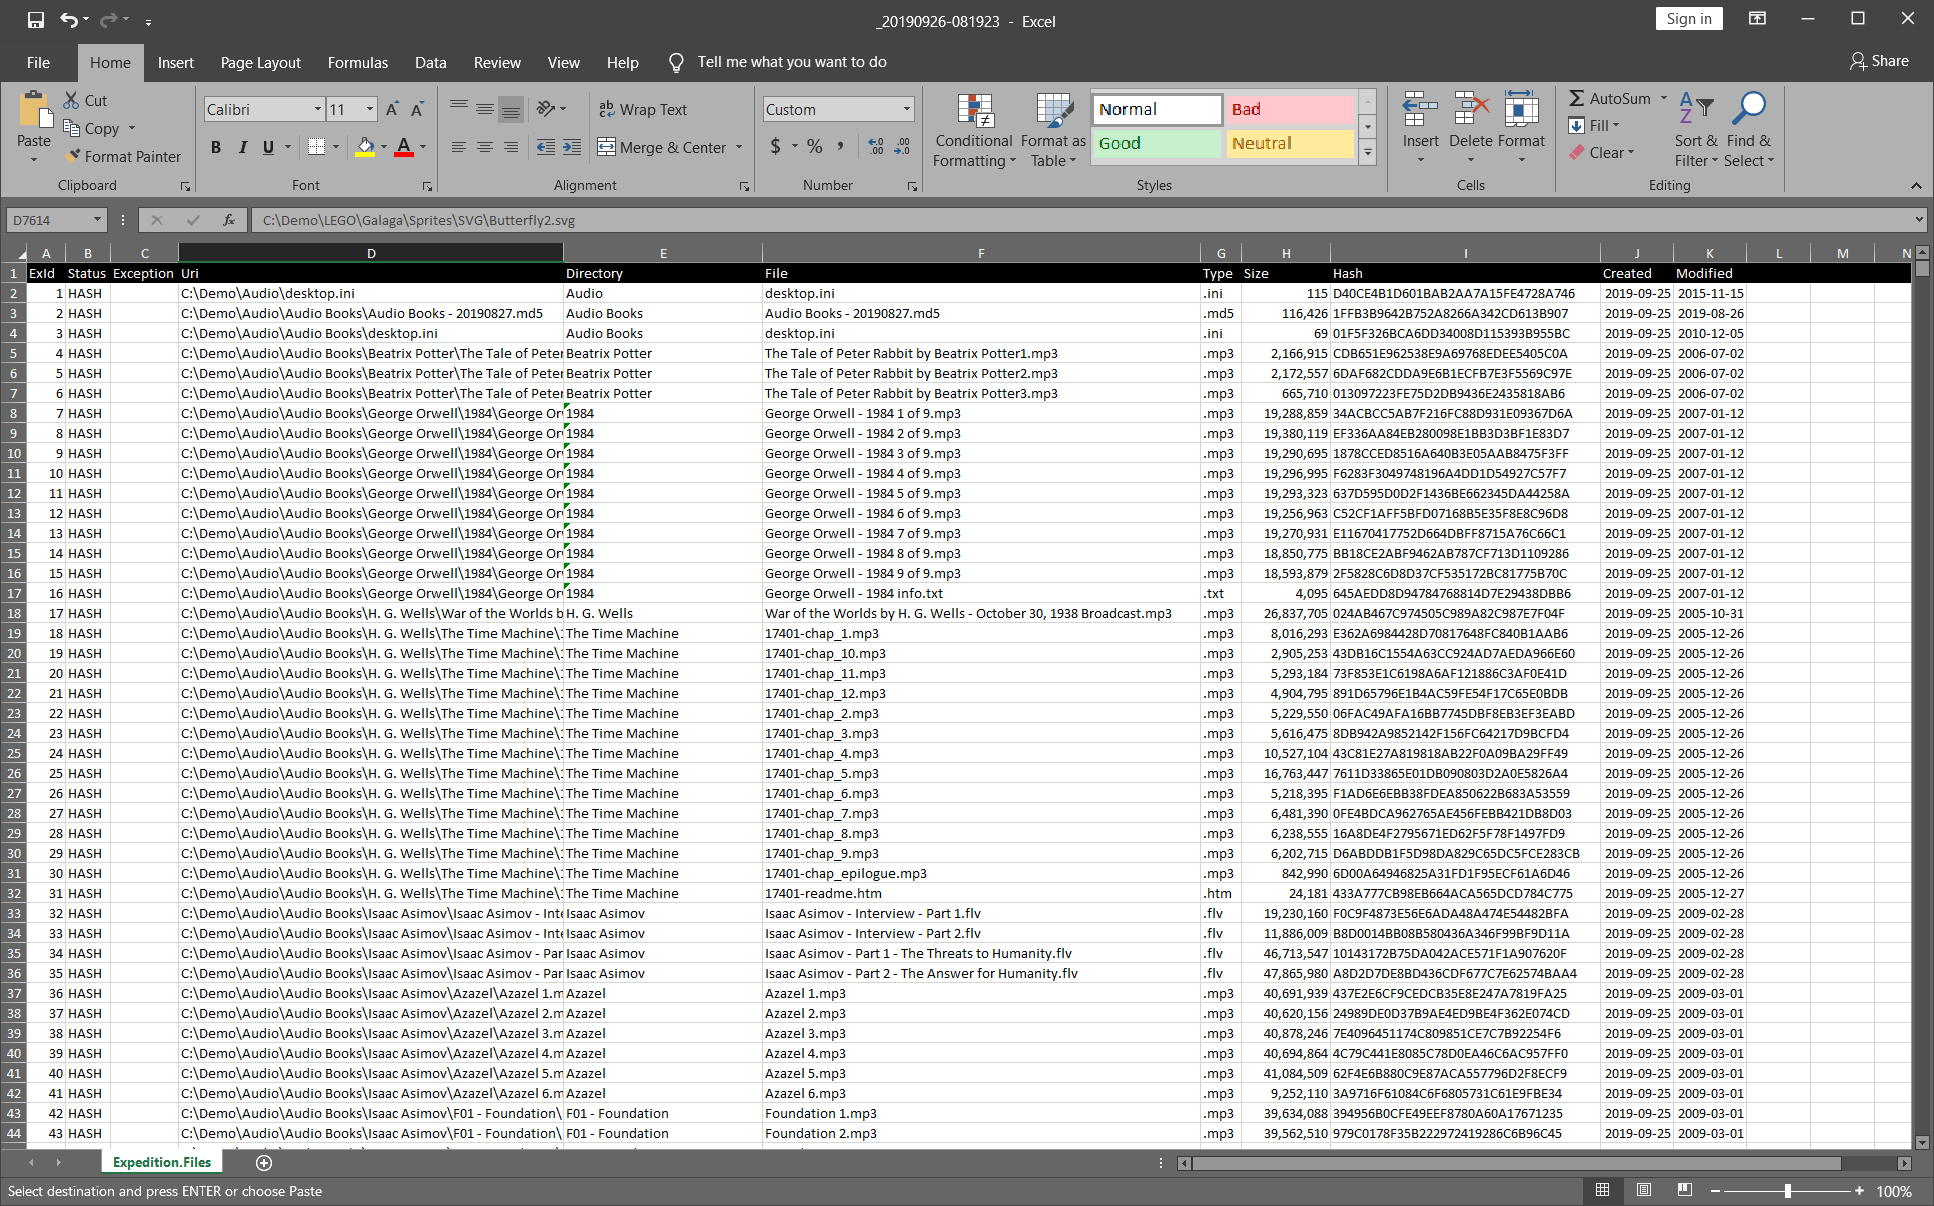 _20190926-081923 - Excel
Sign in
File Home Insert Page Layout Formulas Data Review View Help Tell me what you want to do Share
Paste Cut Copy Format Painter Clipboard
Calibri 11 A A B I U A Font
ab c Wrap Text Merge & Center Alignment
Custom $ % , .00 .0 Number
Conditional Formatting Format as Table Normal Bad Good Neutral Styles
Insert Delete Format Cells
AutoSum Fill Clear Sort & Filter Find & Select Editing
D7614 fx C:\Demo\LEGO\Galaga\Sprites\SVG\Butterfly2.svg
A B C D E F G H I J K L M N
1 ExId Status Exception Uri Directory File Type Size Hash Created Modified
2 1 HASH C:\Demo\Audio\desktop.ini Audio desktop.ini .ini 115 D40CE4B1D601BAB2AA7A15FE4728A746 2019-09-25 2015-11-15
3 2 HASH C:\Demo\Audio\Audio Books\Audio Books - 20190827.md5 Audio Books Audio Books - 20190827.md5 .md5 116,426 1FFB3B9642B752A8266A342CD613B907 2019-09-25 2019-08-26
4 3 HASH C:\Demo\Audio\Audio Books\desktop.ini Audio Books desktop.ini .ini 69 01F5F326BCA6DD34008D115393B955BC 2019-09-25 2010-12-05
5 4 HASH C:\Demo\Audio\Audio Books\Beatrix Potter\The Tale of Peter Beatrix Potter The Tale of Peter Rabbit by Beatrix Potter1.mp3 .mp3 2,166,915 CDB651E962538E9A69768EDEE5405C0A 2019-09-25 2006-07-02
6 5 HASH C:\Demo\Audio\Audio Books\Beatrix Potter\The Tale of Peter Beatrix Potter The Tale of Peter Rabbit by Beatrix Potter2.mp3 .mp3 2,172,557 6DAF682CDDA9E6B1ECFB7E3F5569C97E 2019-09-25 2006-07-02
7 6 HASH C:\Demo\Audio\Audio Books\Beatrix Potter\The Tale of Peter Beatrix Potter The Tale of Peter Rabbit by Beatrix Potter3.mp3 .mp3 665,710 013097223FE75D2DB9436E2435818AB6 2019-09-25 2006-07-02
8 7 HASH C:\Demo\Audio\Audio Books\George Orwell\1984\George Or 1984 George Orwell - 1984 1 of 9.mp3 .mp3 19,288,859 34ACBCC5AB7F216FC88D931E09367D6A 2019-09-25 2007-01-12
9 8 HASH C:\Demo\Audio\Audio Books\George Orwell\1984\George Or 1984 George Orwell - 1984 2 of 9.mp3 .mp3 19,380,119 EF336AA84EB280098E1BB3D3BF1E83D7 2019-09-25 2007-01-12
10 9 HASH C:\Demo\Audio\Audio Books\George Orwell\1984\George Or 1984 George Orwell - 1984 3 of 9.mp3 .mp3 19,290,695 1878CCED8516A640B3E05AAB8475F3FF 2019-09-25 2007-01-12
11 10 HASH C:\Demo\Audio\Audio Books\George Orwell\1984\George Or 1984 George Orwell - 1984 4 of 9.mp3 .mp3 19,296,995 F6283F3049748196A4DD1D54927C57F7 2019-09-25 2007-01-12
12 11 HASH C:\Demo\Audio\Audio Books\George Orwell\1984\George Or 1984 George Orwell - 1984 5 of 9.mp3 .mp3 19,293,323 637D595D0D2F1436BE662345DA44258A 2019-09-25 2007-01-12
13 12 HASH C:\Demo\Audio\Audio Books\George Orwell\1984\George Or 1984 George Orwell - 1984 6 of 9.mp3 .mp3 19,256,963 C52CF1AFF5BFD07168B5E35F8E8C96D8 2019-09-25 2007-01-12
14 13 HASH C:\Demo\Audio\Audio Books\George Orwell\1984\George Or 1984 George Orwell - 1984 7 of 9.mp3 .mp3 19,270,931 E11670417752D664DBFF8715A76C66C1 2019-09-25 2007-01-12
15 14 HASH C:\Demo\Audio\Audio Books\George Orwell\1984\George Or 1984 George Orwell - 1984 8 of 9.mp3 .mp3 18,850,775 BB18CE2ABF9462AB787CF713D1109286 2019-09-25 2007-01-12
16 15 HASH C:\Demo\Audio\Audio Books\George Orwell\1984\George Or 1984 George Orwell - 1984 9 of 9.mp3 .mp3 18,593,879 2F5828C6D8D37CF535172BC81775B70C 2019-09-25 2007-01-12
17 16 HASH C:\Demo\Audio\Audio Books\George Orwell\1984\George Or 1984 George Orwell - 1984 info.txt .txt 4,095 645AEDD8D94784768814D7E29438DBB6 2019-09-25 2007-01-12
18 17 HASH C:\Demo\Audio\Audio Books\H. G. Wells\War of the Worlds b H. G. Wells War of the Worlds by H. G. Wells - October 30, 1938 Broadcast.mp3 .mp3 26,837,705 024AB467C974505C989A82C987E7F04F 2019-09-25 2005-10-31
19 18 HASH C:\Demo\Audio\Audio Books\H. G. Wells\The Time Machine\ The Time Machine 17401-chap_1.mp3 .mp3 8,016,293 E362A6984428D70817648FC840B1AAB6 2019-09-25 2005-12-26
20 19 HASH C:\Demo\Audio\Audio Books\H. G. Wells\The Time Machine\ The Time Machine 17401-chap_10.mp3 .mp3 2,905,253 43DB16C1554A63CC924AD7AEDA966E60 2019-09-25 2005-12-26
21 20 HASH C:\Demo\Audio\Audio Books\H. G. Wells\The Time Machine\ The Time Machine 17401-chap_11.mp3 .mp3 5,293,184 73F853E1C6198A6AF121886C3AF0E41D 2019-09-25 2005-12-26
22 21 HASH C:\Demo\Audio\Audio Books\H. G. Wells\The Time Machine\ The Time Machine 17401-chap_12.mp3 .mp3 4,904,795 891D65796E1B4AC59FE54F17C65E0BDB 2019-09-25 2005-12-26
23 22 HASH C:\Demo\Audio\Audio Books\H. G. Wells\The Time Machine\ The Time Machine 17401-chap_2.mp3 .mp3 5,229,550 06FAC49AFA16BB7745DBF8EB3EF3EABD 2019-09-25 2005-12-26
24 23 HASH C:\Demo\Audio\Audio Books\H. G. Wells\The Time Machine\ The Time Machine 17401-chap_3.mp3 .mp3 5,616,475 8DB942A9852142F156FC64217D9BCFD4 2019-09-25 2005-12-26
25 24 HASH C:\Demo\Audio\Audio Books\H. G. Wells\The Time Machine\ The Time Machine 17401-chap_4.mp3 .mp3 10,527,104 43C81E27A819818AB22F0A09BA29FF49 2019-09-25 2005-12-26
26 25 HASH C:\Demo\Audio\Audio Books\H. G. Wells\The Time Machine\ The Time Machine 17401-chap_5.mp3 .mp3 16,763,447 7611D33865E01DB090803D2A0E5826A4 2019-09-25 2005-12-26
27 26 HASH C:\Demo\Audio\Audio Books\H. G. Wells\The Time Machine\ The Time Machine 17401-chap_6.mp3 .mp3 5,218,395 F1AD6E6EBB38FDEA850622B683A53559 2019-09-25 2005-12-26
28 27 HASH C:\Demo\Audio\Audio Books\H. G. Wells\The Time Machine\ The Time Machine 17401-chap_7.mp3 .mp3 6,481,390 0FE4BDCA962765AE456FEBB421DB8D03 2019-09-25 2005-12-26
29 28 HASH C:\Demo\Audio\Audio Books\H. G. Wells\The Time Machine\ The Time Machine 17401-chap_8.mp3 .mp3 6,238,555 16A8DE4F2795671ED62F5F78F1497FD9 2019-09-25 2005-12-26
30 29 HASH C:\Demo\Audio\Audio Books\H. G. Wells\The Time Machine\ The Time Machine 17401-chap_9.mp3 .mp3 6,202,715 D6ABDDB1F5D98DA829C65DC5FCE283CB 2019-09-25 2005-12-26
31 30 HASH C:\Demo\Audio\Audio Books\H. G. Wells\The Time Machine\ The Time Machine 17401-chap_epilogue.mp3 .mp3 842,990 6D00A64946825A31FD1F95ECF61A6D46 2019-09-25 2005-12-26
32 31 HASH C:\Demo\Audio\Audio Books\H. G. Wells\The Time Machine\ The Time Machine 17401-readme.htm .htm 24,181 433A777CB98EB664ACA565DCD784C775 2019-09-25 2005-12-27
33 32 HASH C:\Demo\Audio\Audio Books\Isaac Asimov\Isaac Asimov - Inte Isaac Asimov Isaac Asimov - Interview - Part 1.flv .flv 19,230,160 F0C9F4873E56E6ADA48A474E54482BFA 2019-09-25 2009-02-28
34 33 HASH C:\Demo\Audio\Audio Books\Isaac Asimov\Isaac Asimov - Inte Isaac Asimov Isaac Asimov - Interview - Part 2.flv .flv 11,886,009 B8D0014BB08B580436A346F99BF9D11A 2019-09-25 2009-02-28
35 34 HASH C:\Demo\Audio\Audio Books\Isaac Asimov\Isaac Asimov - Par Isaac Asimov Isaac Asimov - Part 1 - The Threats to Humanity.flv .flv 46,713,547 10143172B75DA042ACE571F1A907620F 2019-09-25 2009-02-28
36 35 HASH C:\Demo\Audio\Audio Books\Isaac Asimov\Isaac Asimov - Par Isaac Asimov Isaac Asimov - Part 2 - The Answer for Humanity.flv .flv 47,865,980 A8D2D7DE8BD436CDF677C7E62574BAA4 2019-09-25 2009-02-28
37 36 HASH C:\Demo\Audio\Audio Books\Isaac Asimov\Azazel\Azazel 1.m Azazel Azazel 1.mp3 .mp3 40,691,939 437E2E6CF9CEDCB35E8E247A7819FA25 2019-09-25 2009-03-01
38 37 HASH C:\Demo\Audio\Audio Books\Isaac Asimov\Azazel\Azazel 2.m Azazel Azazel 2.mp3 .mp3 40,620,156 24989DE0D37B9AE4ED9BE4F362E074CD 2019-09-25 2009-03-01
39 38 HASH C:\Demo\Audio\Audio Books\Isaac Asimov\Azazel\Azazel 3.m Azazel Azazel 3.mp3 .mp3 40,878,246 7E4096451174C809851CE7C7B92254F6 2019-09-25 2009-03-01
40 39 HASH C:\Demo\Audio\Audio Books\Isaac Asimov\Azazel\Azazel 4.m Azazel Azazel 4.mp3 .mp3 40,694,864 4C79C441E8085C78D0EA46C6AC957FF0 2019-09-25 2009-03-01
41 40 HASH C:\Demo\Audio\Audio Books\Isaac Asimov\Azazel\Azazel 5.m Azazel Azazel 5.mp3 .mp3 41,084,509 62F4E6B880C9E87ACA557796D2F8ECF9 2019-09-25 2009-03-01
42 41 HASH C:\Demo\Audio\Audio Books\Isaac Asimov\Azazel\Azazel 6.m Azazel Azazel 6.mp3 .mp3 9,252,110 3A9716F61084C6F6805731C61E9FBE34 2019-09-25 2009-03-01
43 42 HASH C:\Demo\Audio\Audio Books\Isaac Asimov\F01 - Foundation\ F01 - Foundation Foundation 1.mp3 .mp3 39,634,088 394956B0CFE49EEF8780A60A17671235 2019-09-25 2009-03-01
44 43 HASH C:\Demo\Audio\Audio Books\Isaac Asimov\F01 - Foundation\ F01 - Foundation Foundation 2.mp3 .mp3 39,562,510 979C0178F35B222972419286C6B96C45 2019-09-25 2009-03-01
Expedition.Files
Select destination and press ENTER or choose Paste 100%